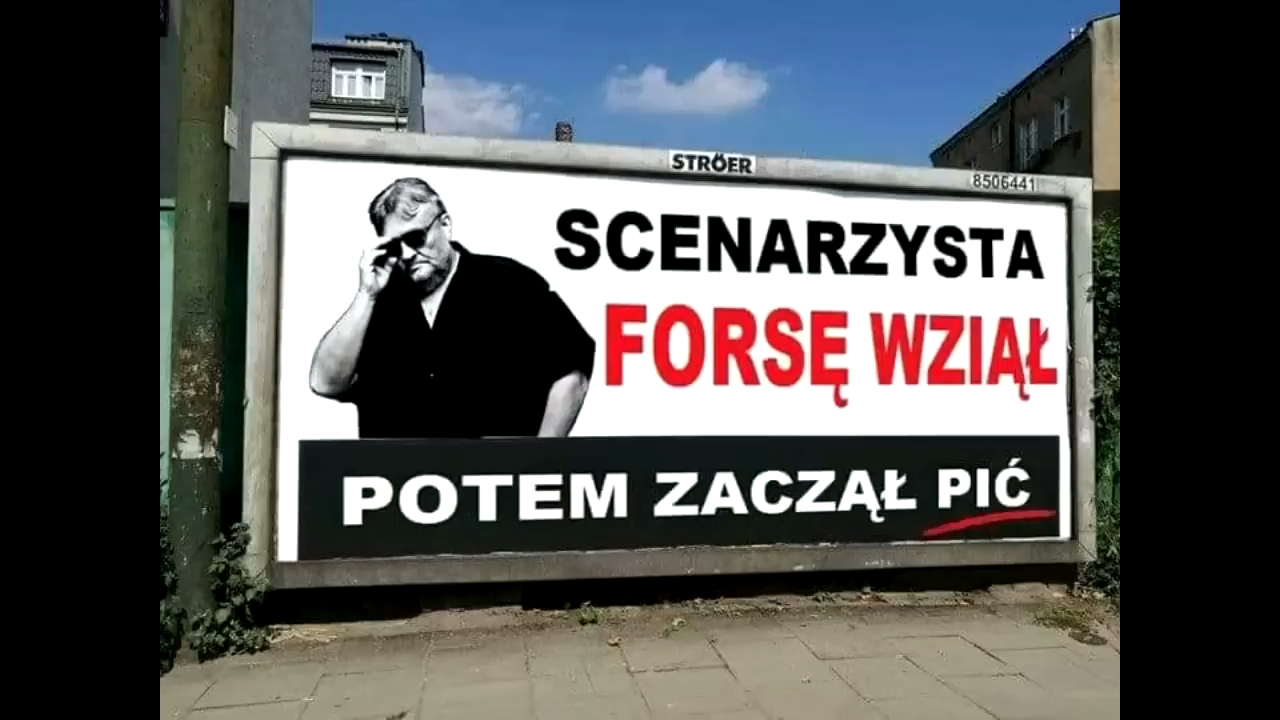 STRÖER
8506441
SCENARZYSTA
FORSĘ WZIĄŁ
POTEM ZACZĄŁ PIĆ